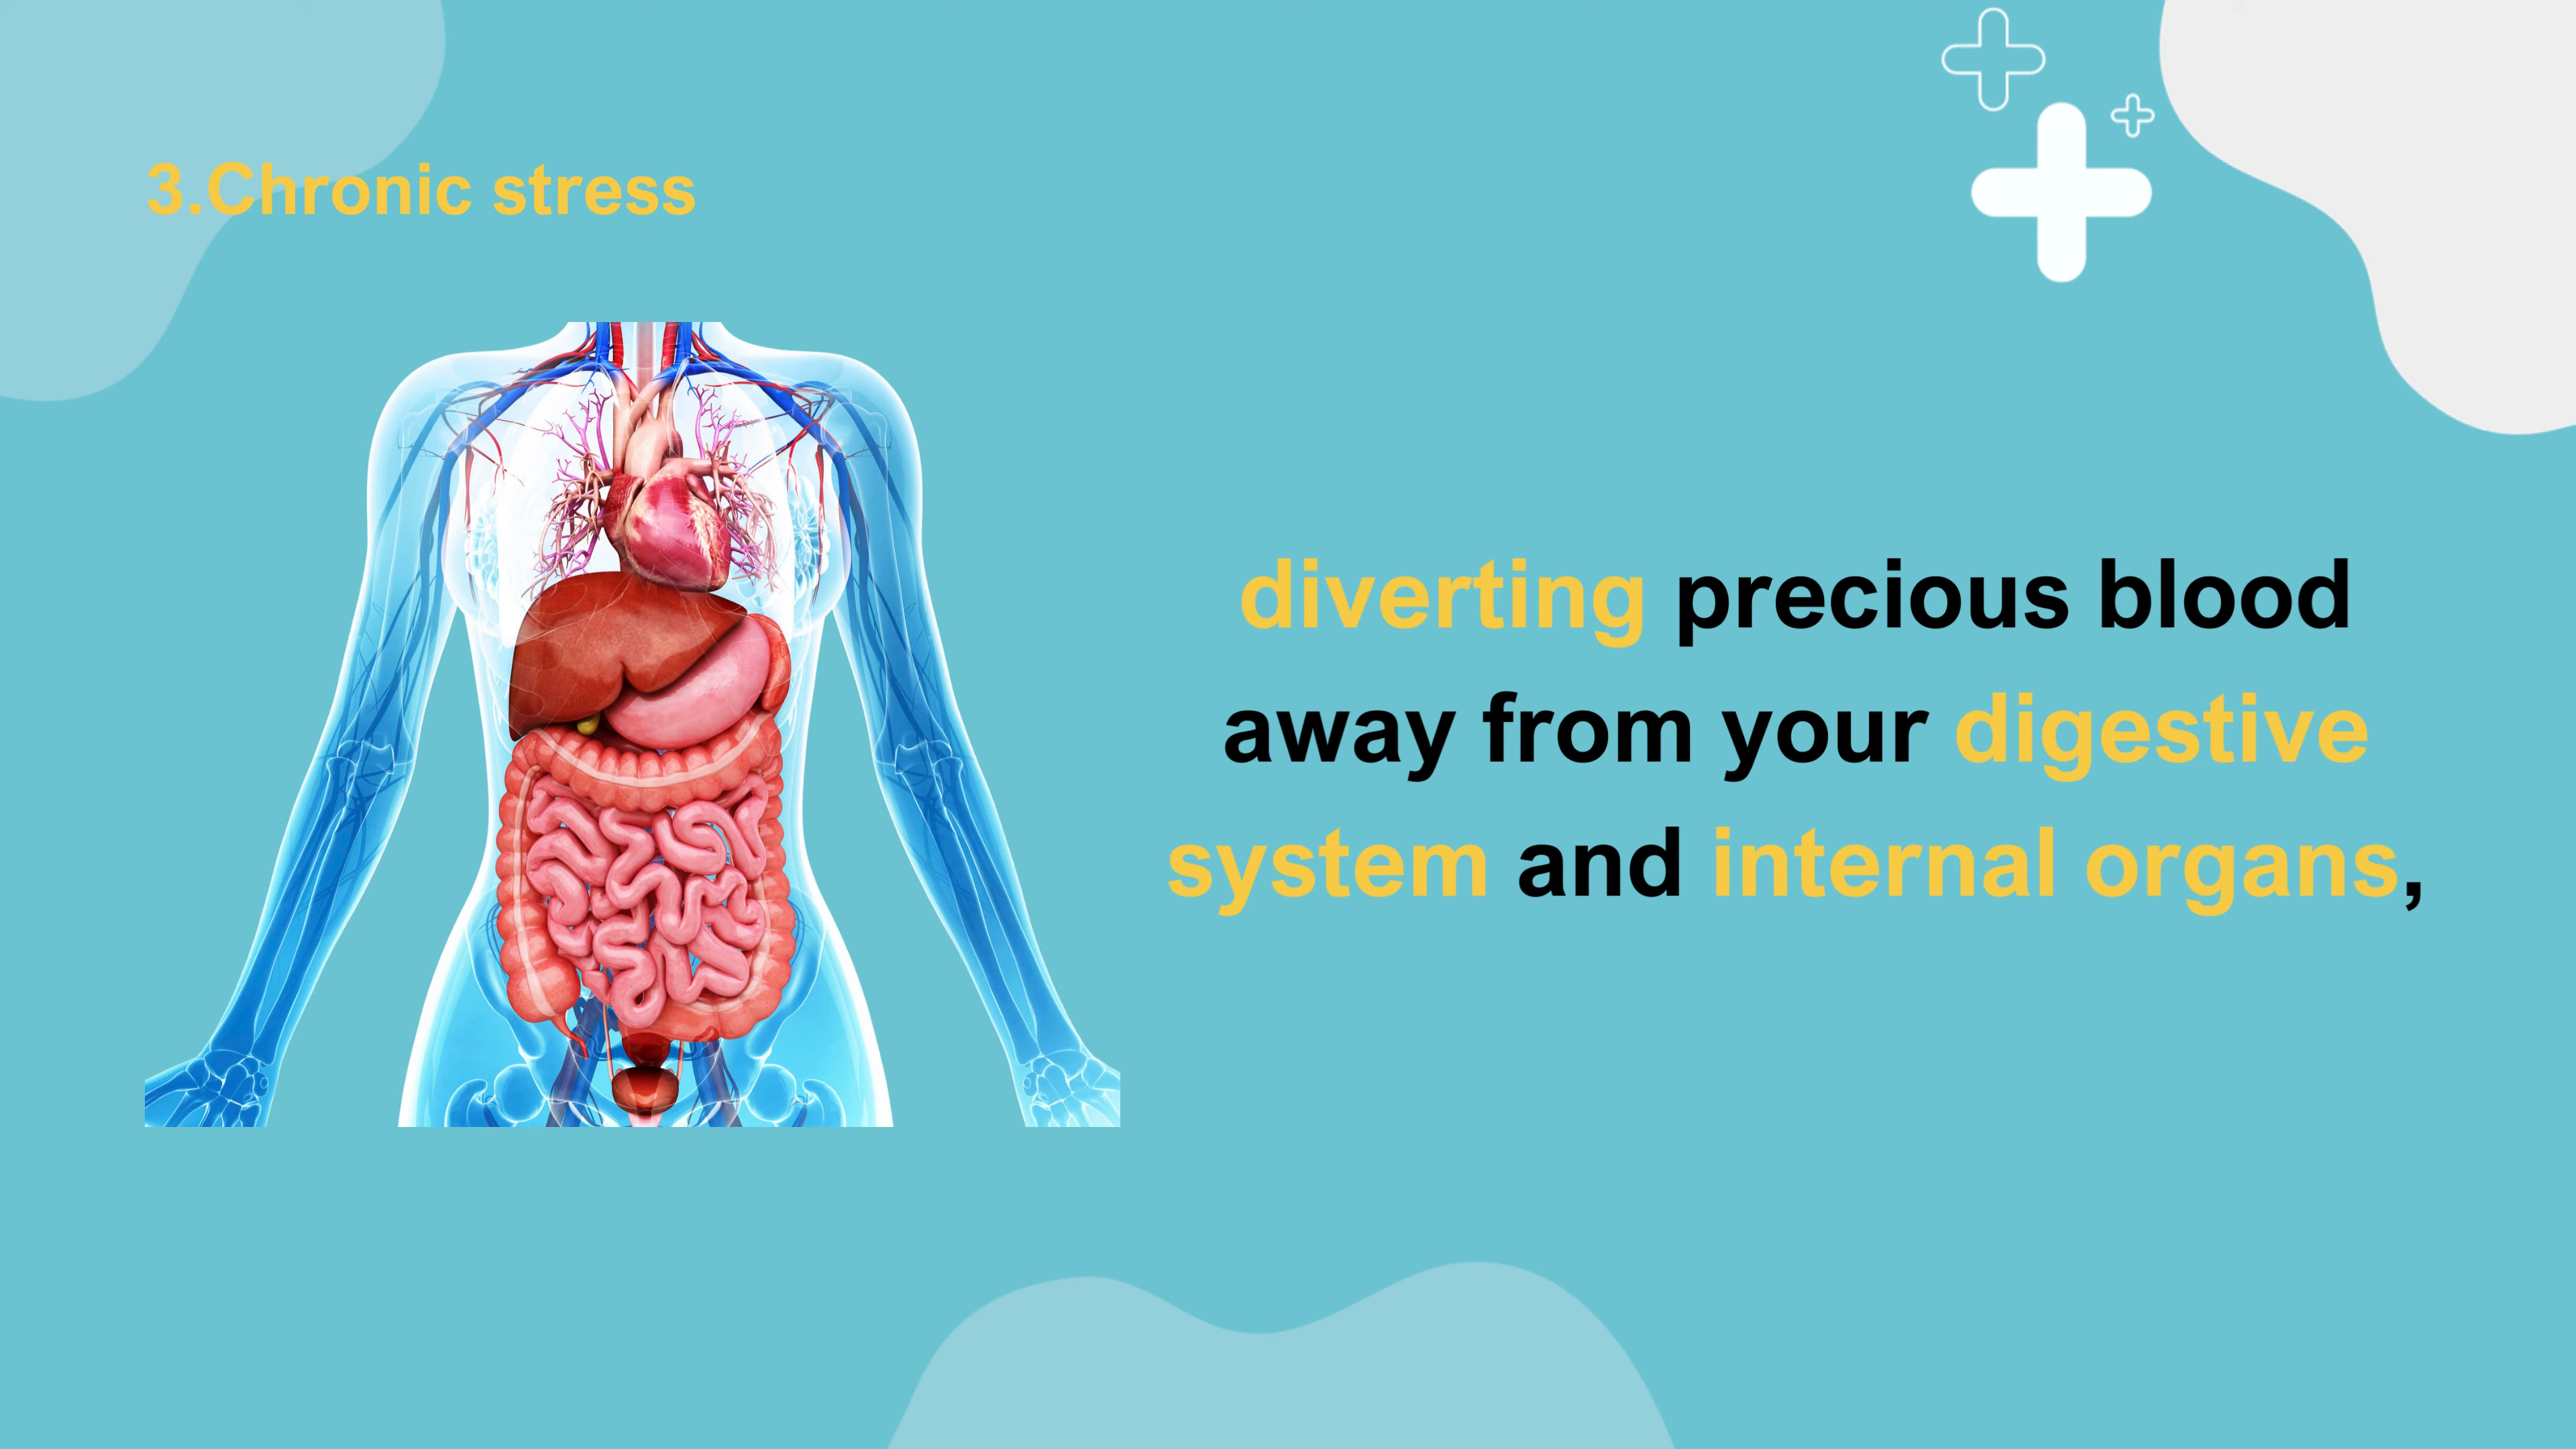 3.Chronic stress
diverting precious blood
away from your digestive
system and internal organs,